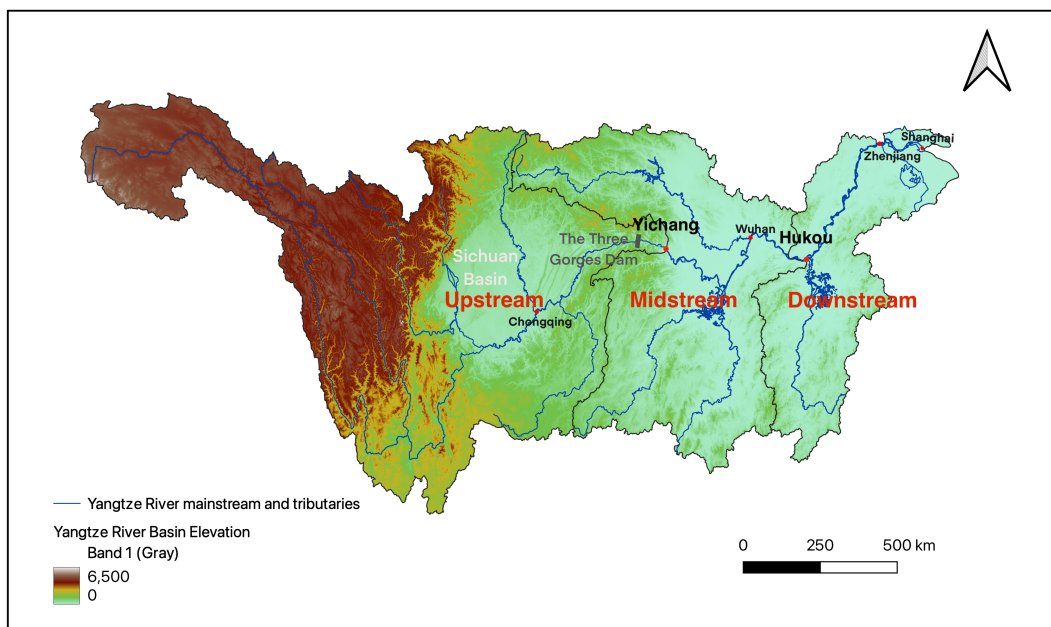 Shanghai
Zhenjiang
Yichang
Wuhan
Hukou
The Three
Gorges Dam
Sichuan
Basin
Upstream
Midstream
Downstream
Chongqing
Yangtze River mainstream and tributaries
Yangtze River Basin Elevation
Band 1 (Gray)
6,500
0
0 250 500 km